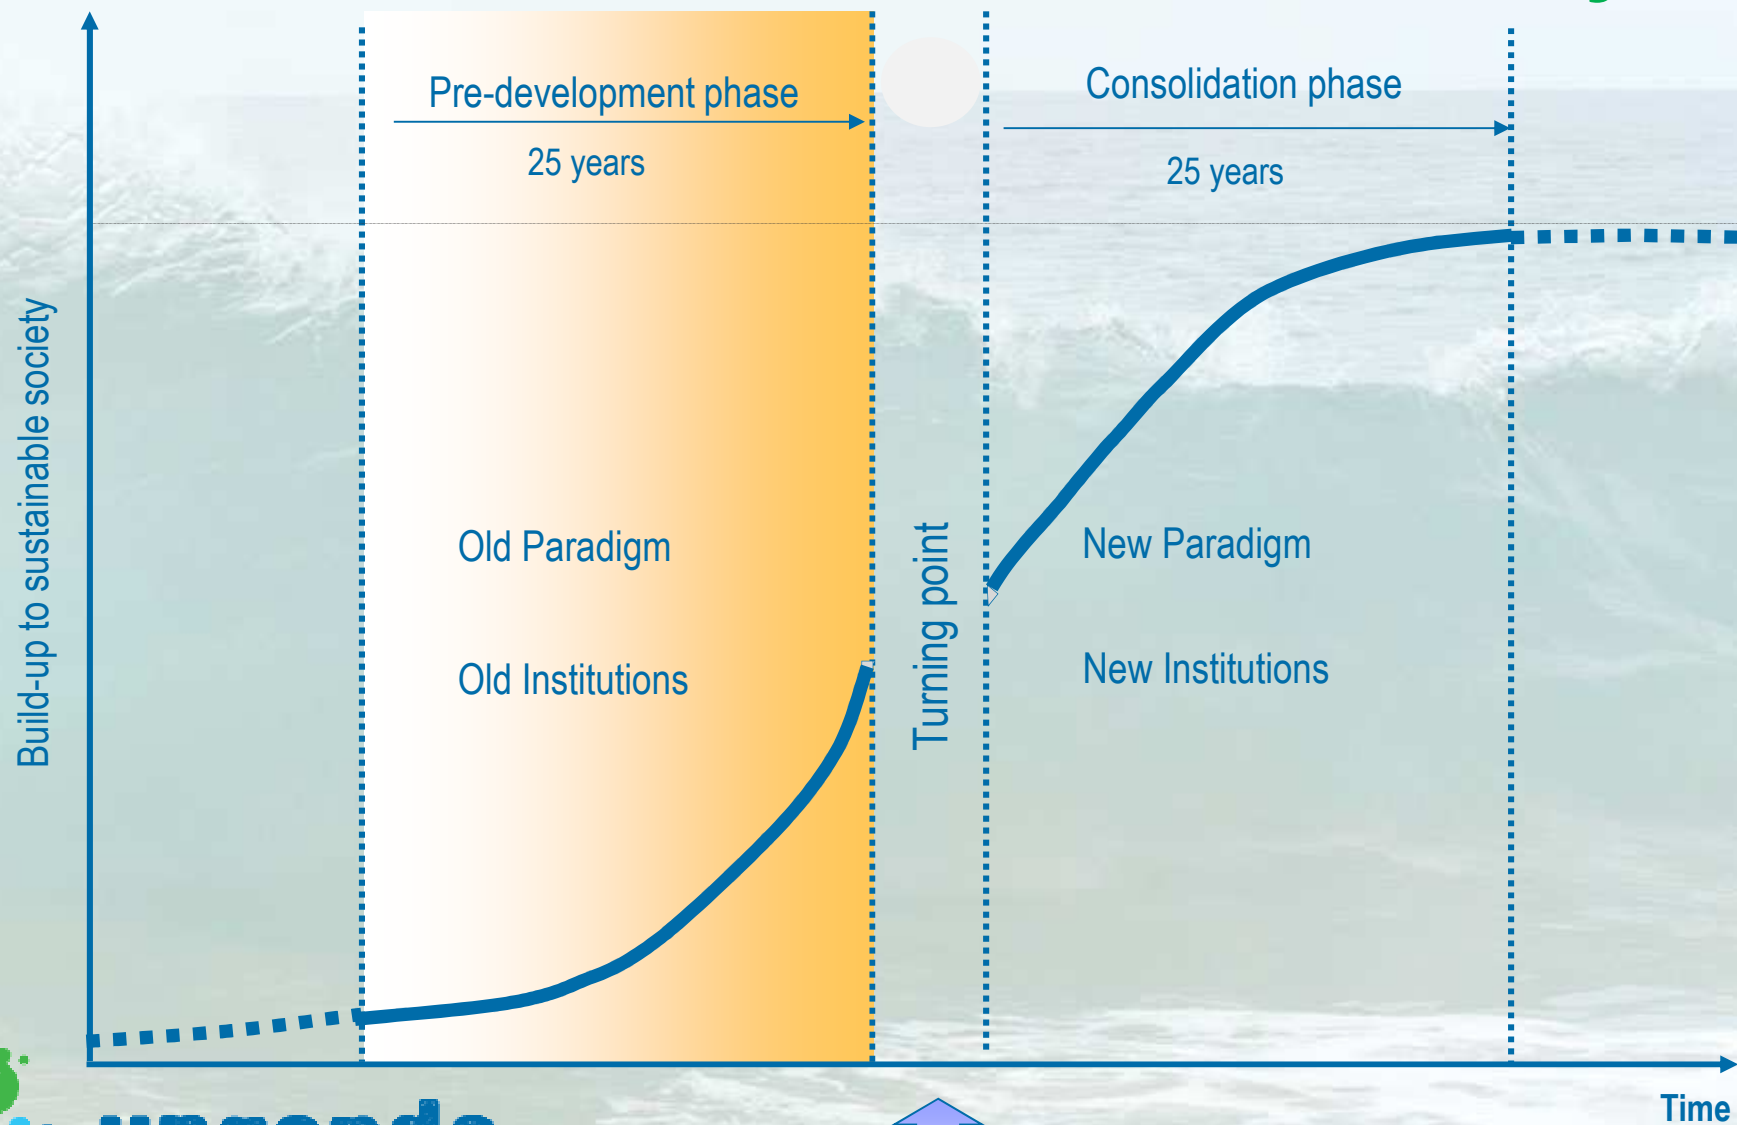 Pre-development phase
25 years
Consolidation phase
25 years
Build-up to sustainable society
Old Paradigm
Old Institutions
Turning point
New Paradigm
New Institutions
Time